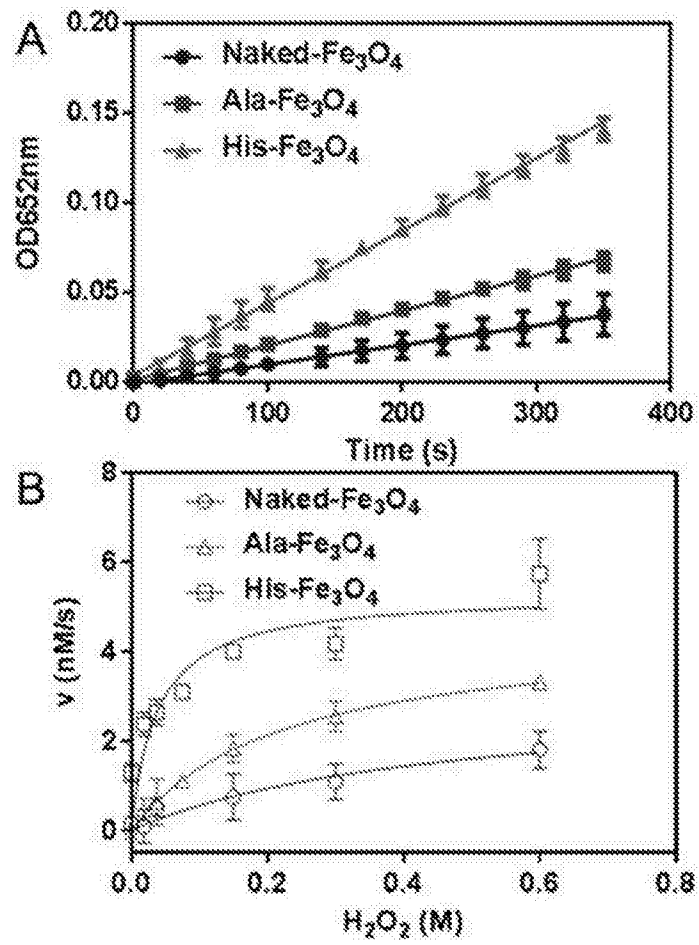 A
0.20
0.15
0.10
0.05
0.00
OD652nm
Naked-Fe₃O₄
Ala-Fe₃O₄
His-Fe₃O₄
0
100
200
300
400
Time (s)
B
8
6
4
2
0
v (nM/s)
Naked-Fe₃O₄
Ala-Fe₃O₄
His-Fe₃O₄
0.0
0.2
0.4
0.6
0.8
H₂O₂ (M)